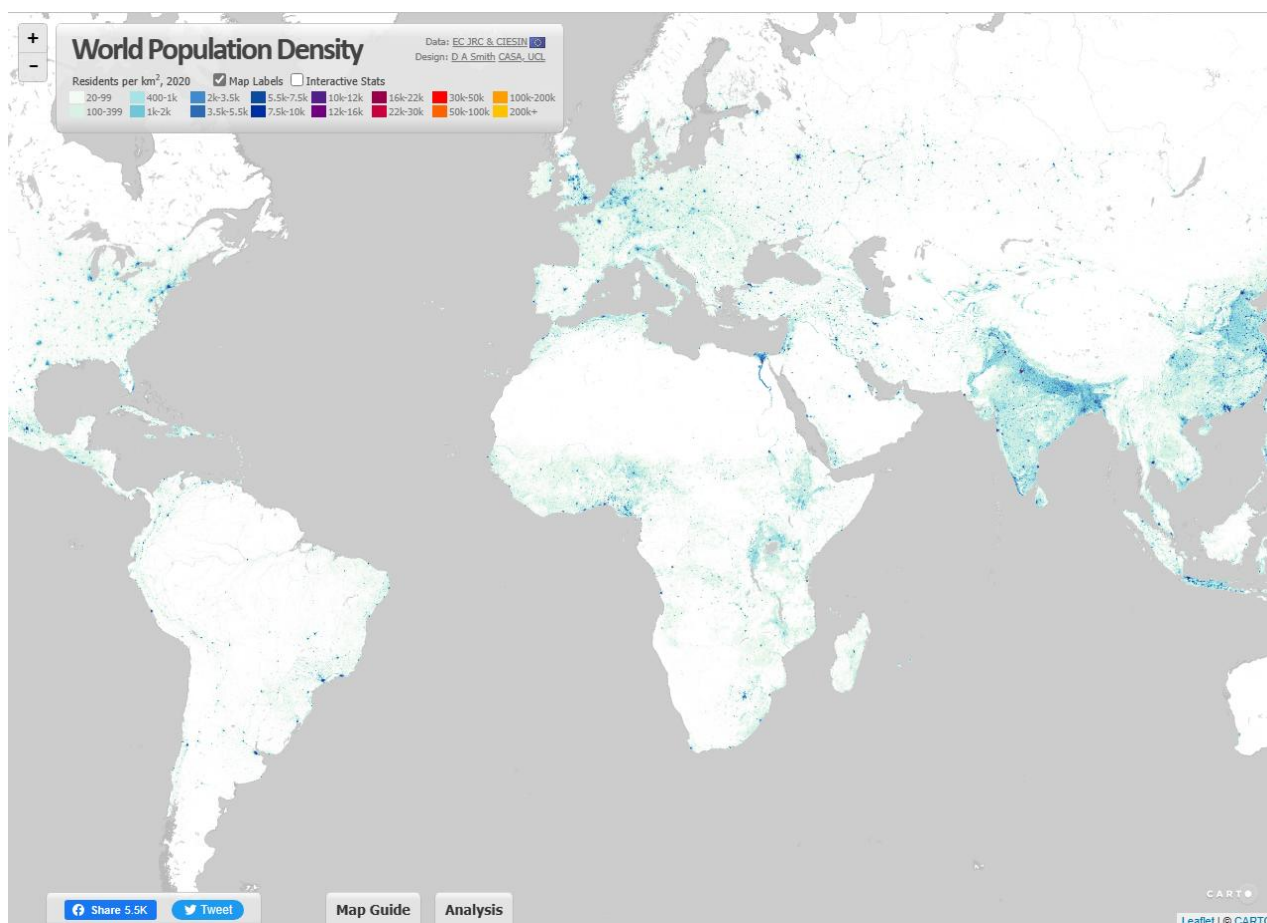 +
−
World Population Density
Data: EC JRC & CIESIN
Design: D A Smith CASA, UCL
Residents per km², 2020 Map Labels Interactive Stats
20-99 400-1k 2k-3.5k 5.5k-7.5k 10k-12k 16k-22k 30k-50k 100k-200k
100-399 1k-2k 3.5k-5.5k 7.5k-10k 12k-16k 22k-30k 50k-100k 200k+
CARTO
Share 5.5K Tweet Map Guide Analysis
Leaflet | © CARTO